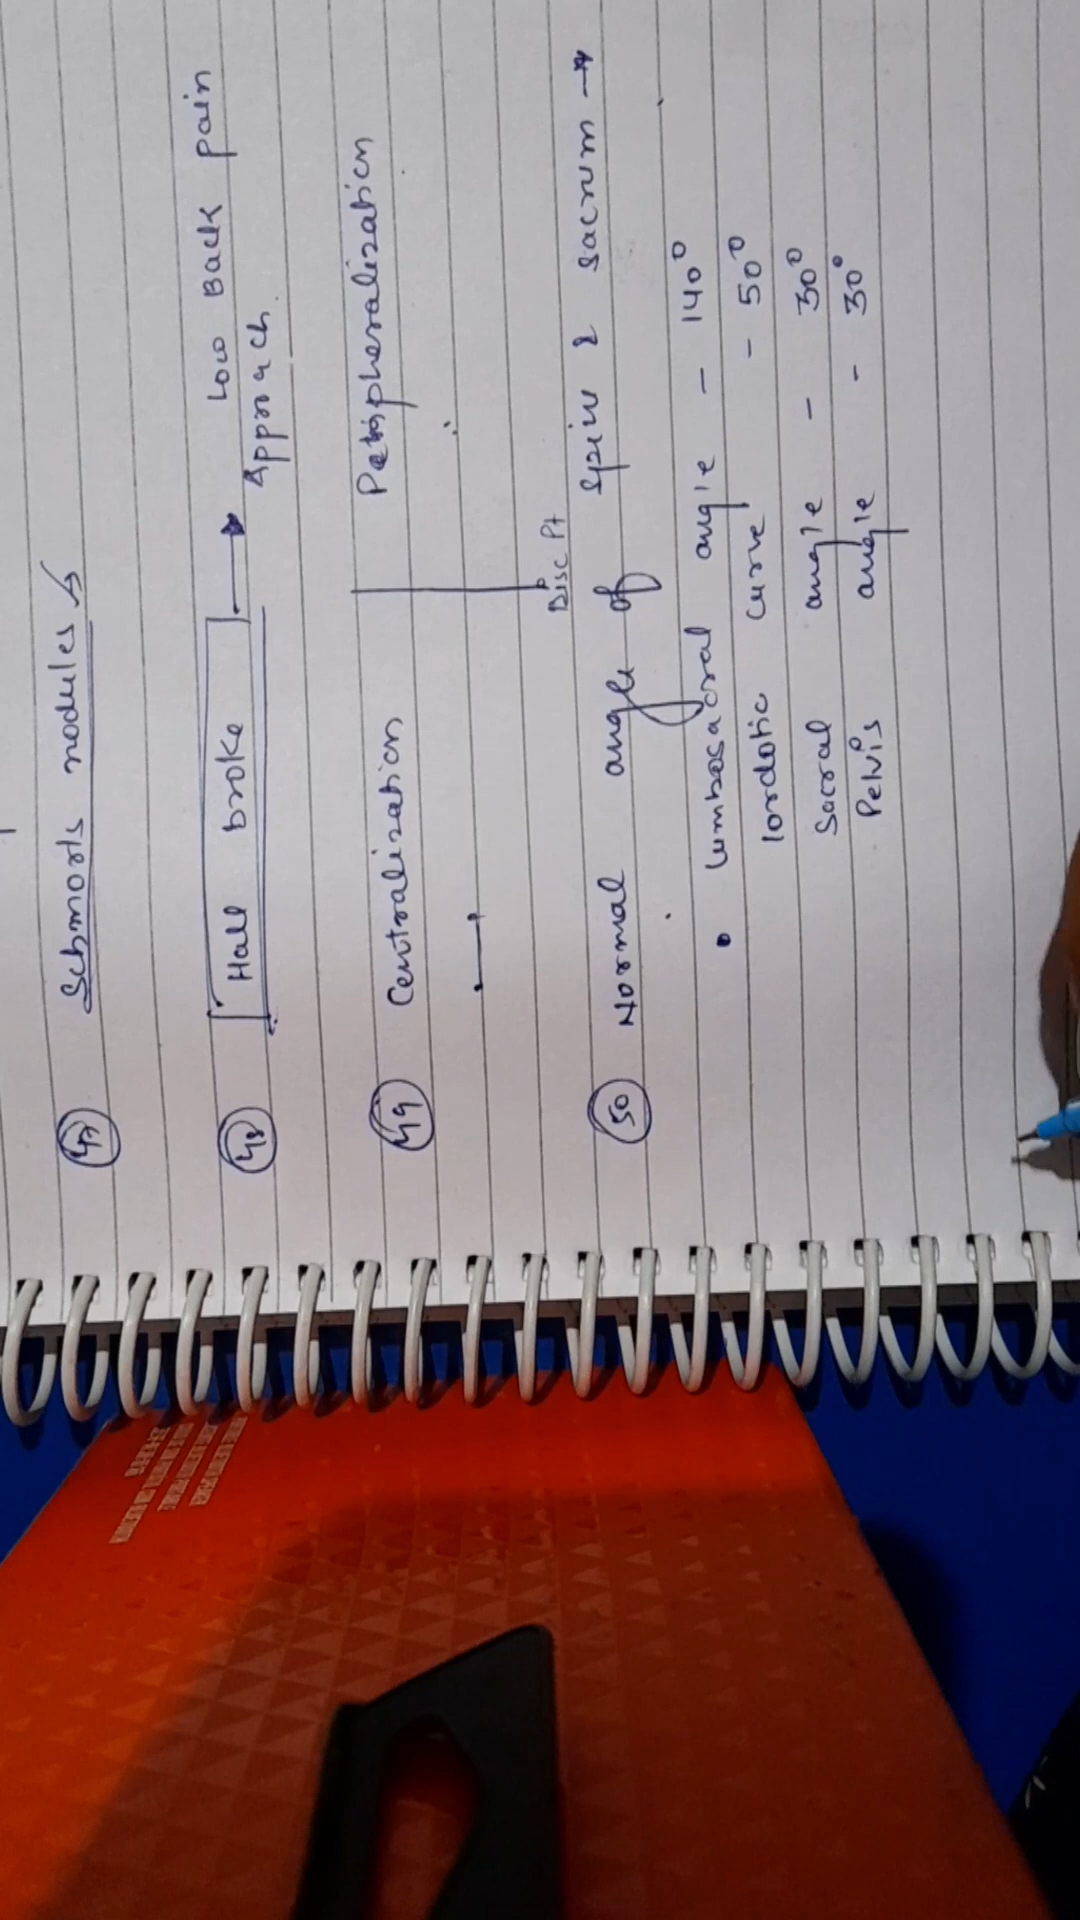 47 Schmorls nodules
48 Hall broke → Low Back pain
Approach
49 Centralization Peripheralization
Disc Pt
50 Normal angle of spine & sacrum →
• Lumbosacral angle - 140°
lordotic curve - 50°
Sacral angle - 30°
Pelvis angle - 30°